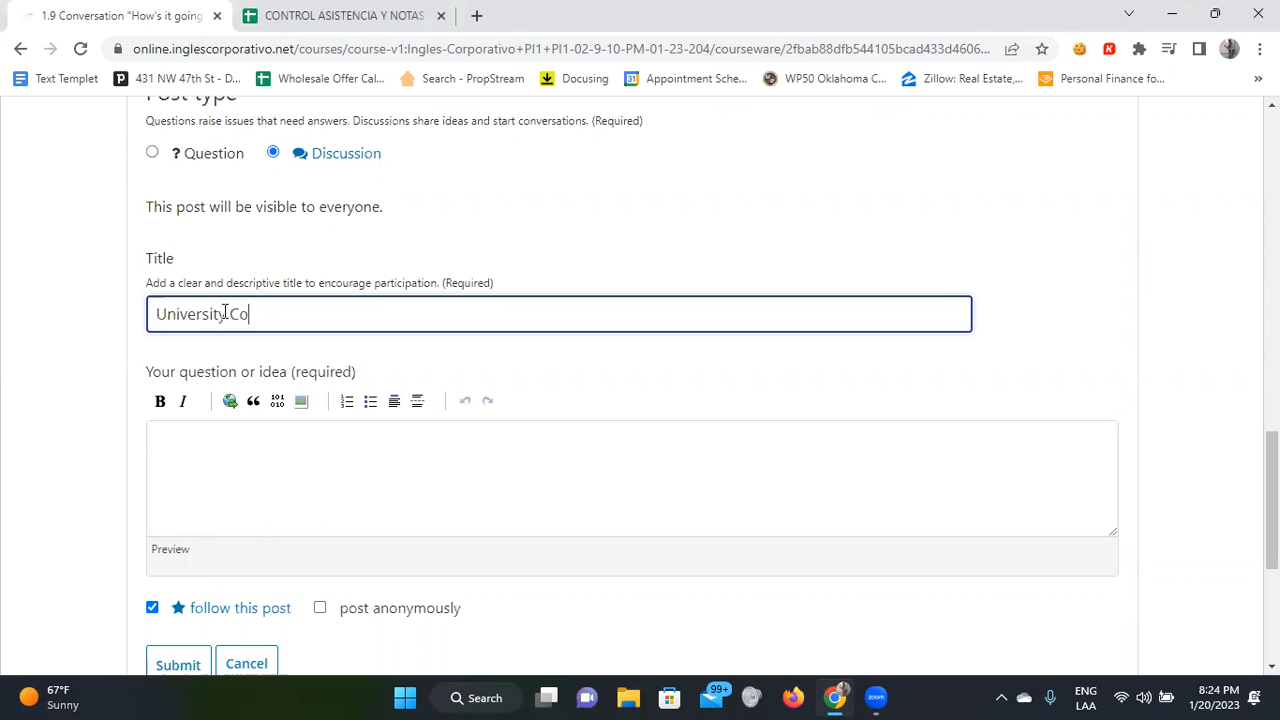 1.9 Conversation "How's it going
CONTROL ASISTENCIA Y NOTAS
online.inglescorporativo.net/courses/course-v1:Ingles-Corporativo+PI1+PI1-02-9-10-PM-01-23-204/courseware/2fbab88dfb544105bcad433d4606...
Text Templet
431 NW 47th St - D...
Wholesale Offer Cal...
Search - PropStream
Docusing
Appointment Sche...
WP50 Oklahoma C...
Zillow: Real Estate,...
Personal Finance fo...
»
Post type
Questions raise issues that need answers. Discussions share ideas and start conversations. (Required)
? Question
Discussion
This post will be visible to everyone.
Title
Add a clear and descriptive title to encourage participation. (Required)
University Co
Your question or idea (required)
B I
101
010
Preview
follow this post
post anonymously
Submit
Cancel
67°F
Sunny
Search
99+
zoom
ENG
LAA
8:24 PM
1/20/2023